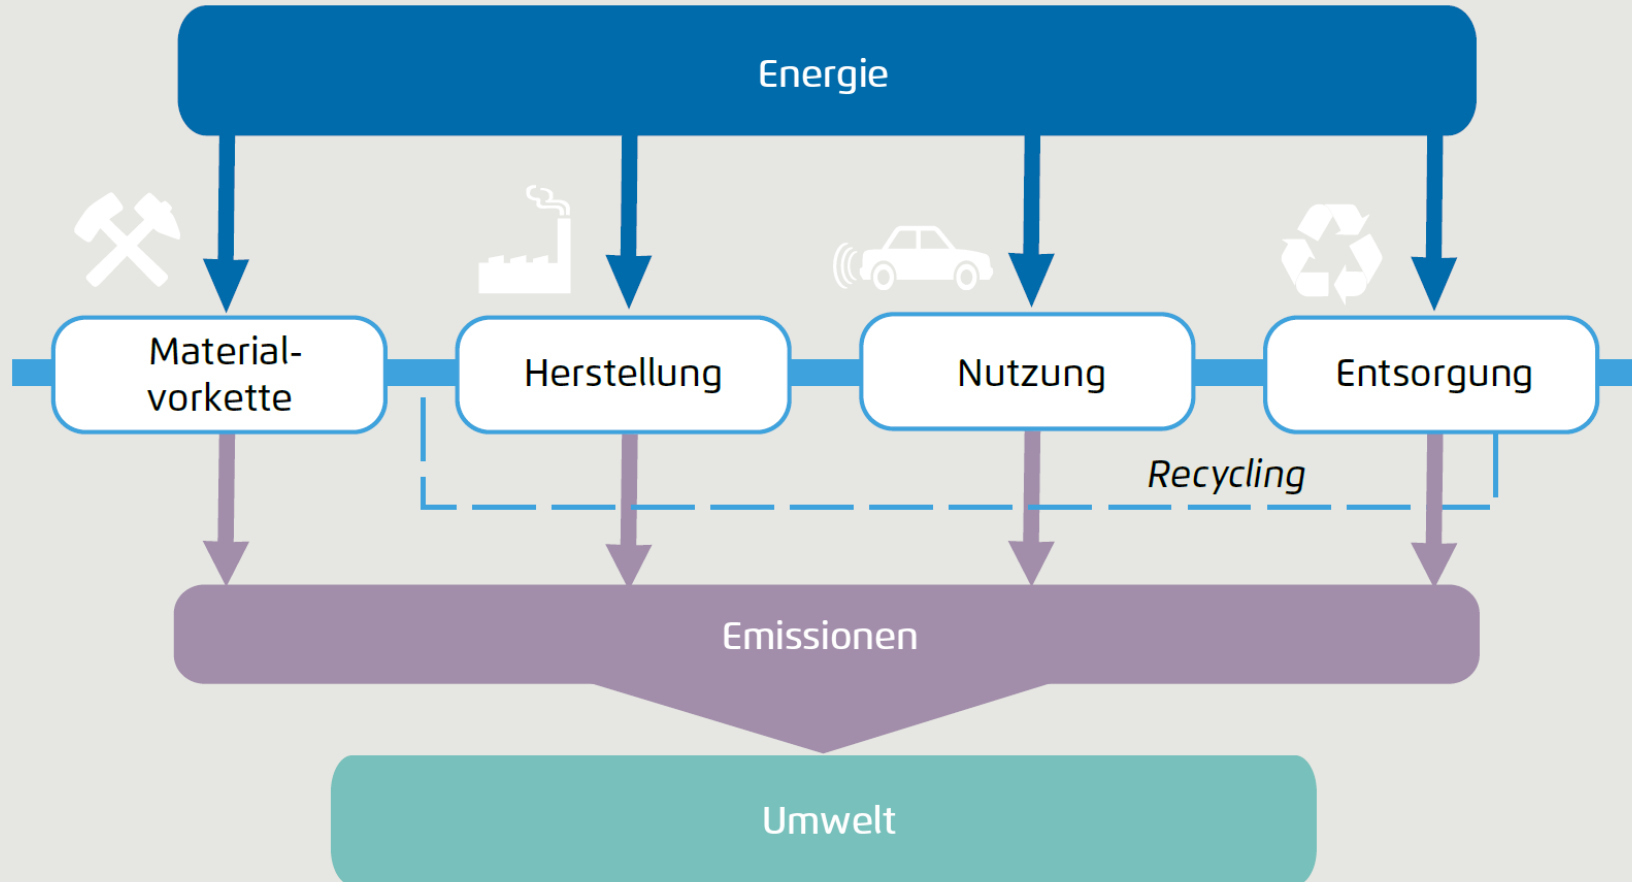 Energie
Material-
vorkette
Herstellung
Nutzung
Entsorgung
Recycling
Emissionen
Umwelt